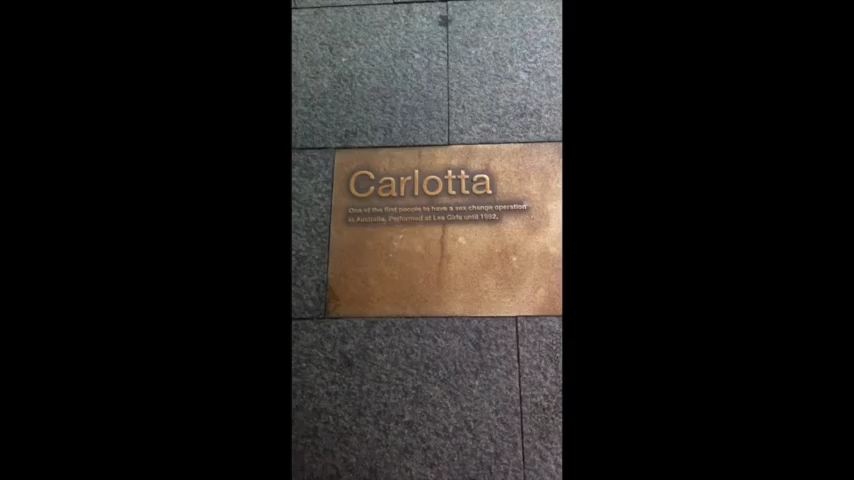 Carlotta
One of the first people to have a sex change operation
in Australia. Performed at Les Girls until 1992.